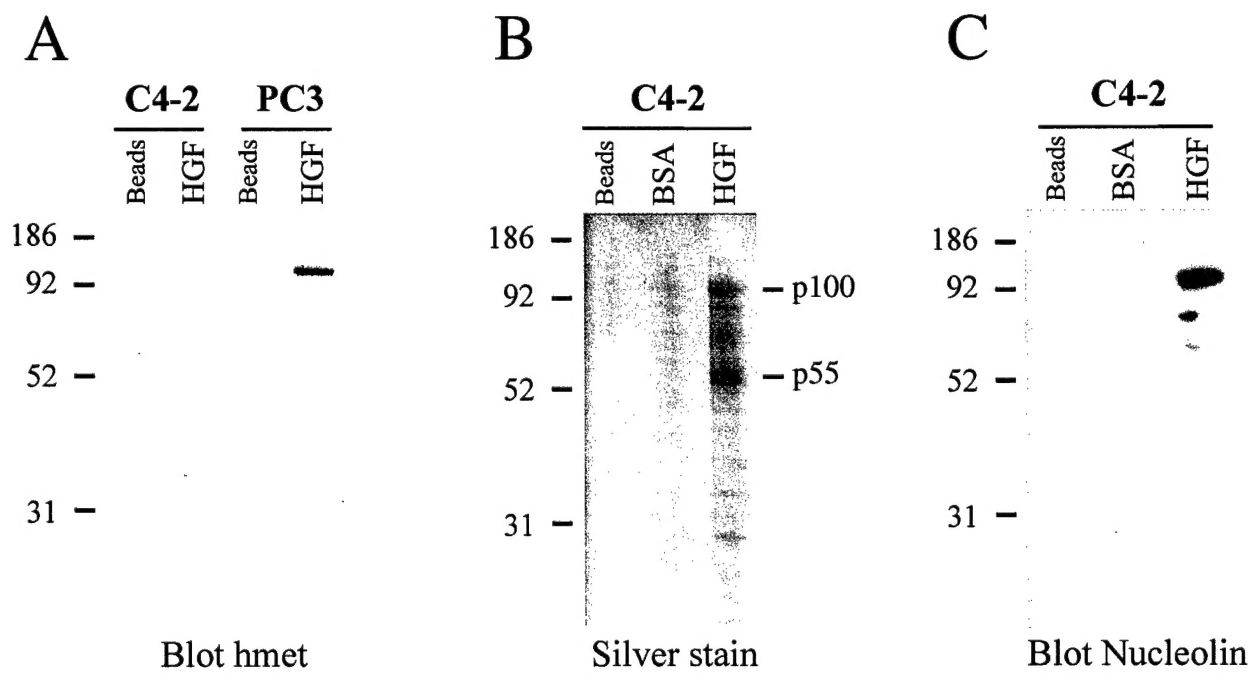 A
C4-2 PC3
Beads HGF Beads HGF
186
92
52
31
Blot hmet
B
C4-2
Beads BSA HGF
186
92
52
31
p100
p55
Silver stain
C
C4-2
Beads BSA HGF
186
92
52
31
Blot Nucleolin